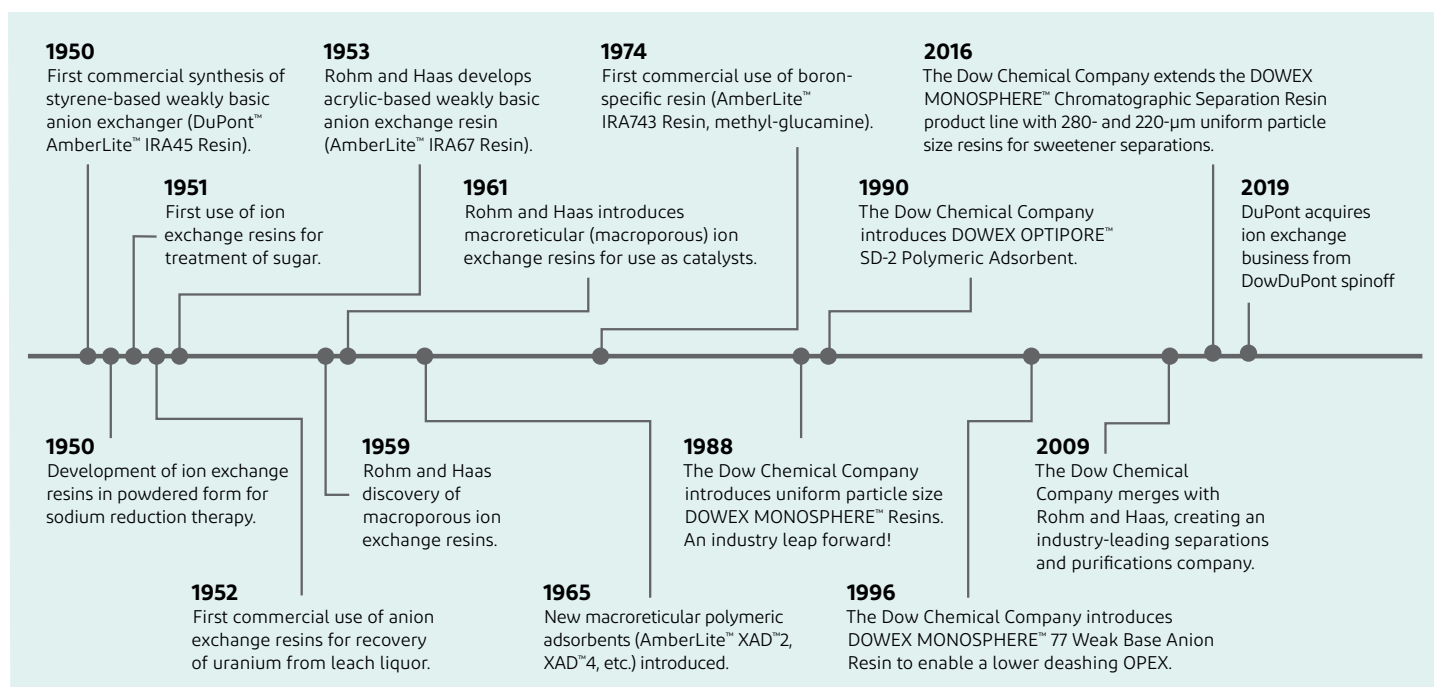 1950
First commercial synthesis of
styrene-based weakly basic
anion exchanger (DuPont™
AmberLite™ IRA45 Resin).
1951
First use of ion
exchange resins for
treatment of sugar.
1953
Rohm and Haas develops
acrylic-based weakly basic
anion exchange resin
(AmberLite™ IRA67 Resin).
1961
Rohm and Haas introduces
macroreticular (macroporous) ion
exchange resins for use as catalysts.
1974
First commercial use of boron-
specific resin (AmberLite™
IRA743 Resin, methyl-glucamine).
1990
The Dow Chemical Company
introduces DOWEX OPTIPORE™
SD-2 Polymeric Adsorbent.
2016
The Dow Chemical Company extends the DOWEX
MONOSPHERE™ Chromatographic Separation Resin
product line with 280- and 220-µm uniform particle
size resins for sweetener separations.
2019
DuPont acquires
ion exchange
business from
DowDuPont spinoff
1950
Development of ion exchange
resins in powdered form for
sodium reduction therapy.
1952
First commercial use of anion
exchange resins for recovery
of uranium from leach liquor.
1959
Rohm and Haas
discovery of
macroporous ion
exchange resins.
1965
New macroreticular polymeric
adsorbents (AmberLite™ XAD™2,
XAD™4, etc.) introduced.
1988
The Dow Chemical Company
introduces uniform particle size
DOWEX MONOSPHERE™ Resins.
An industry leap forward!
1996
The Dow Chemical Company introduces
DOWEX MONOSPHERE™ 77 Weak Base Anion
Resin to enable a lower deashing OPEX.
2009
The Dow Chemical
Company merges with
Rohm and Haas, creating an
industry-leading separations
and purifications company.